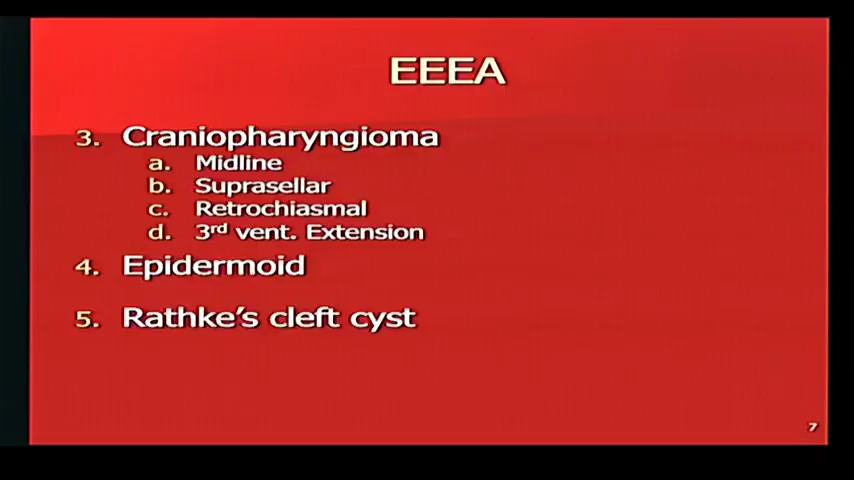 EEEA
3. Craniopharyngioma
a. Midline
b. Suprasellar
c. Retrochiasmal
d. 3rd vent. Extension
4. Epidermoid
5. Rathke's cleft cyst
7